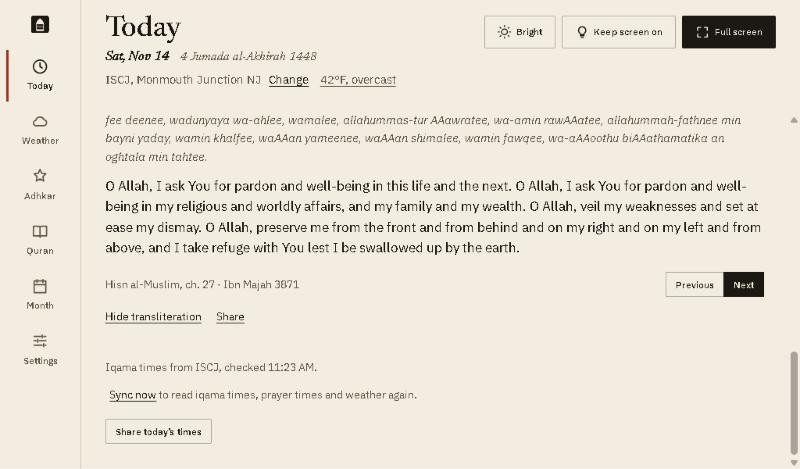 Today
Sat, Nov 14 4 Jumada al-Akhirah 1448
ISCJ, Monmouth Junction NJ Change 42°F, overcast
Bright
Keep screen on
Full screen
Today
Weather
Adhkar
Quran
Month
Settings
fee deenee, wadunyaya wa-ahlee, wamalee, allahummas-tur AAawratee, wa-amin rawAAatee, allahummah-fathnee min
bayni yaday, wamin khalfee, waAAan yameenee, waAAan shimalee, wamin fawqee, wa-aAAoothu biAAathamatika an
oghtala min tahtee.
O Allah, I ask You for pardon and well-being in this life and the next. O Allah, I ask You for pardon and well-
being in my religious and worldly affairs, and my family and my wealth. O Allah, veil my weaknesses and set at
ease my dismay. O Allah, preserve me from the front and from behind and on my right and on my left and from
above, and I take refuge with You lest I be swallowed up by the earth.
Hisn al-Muslim, ch. 27 · Ibn Majah 3871
Previous
Next
Hide transliteration Share
Iqama times from ISCJ, checked 11:23 AM.
Sync now to read iqama times, prayer times and weather again.
Share today's times